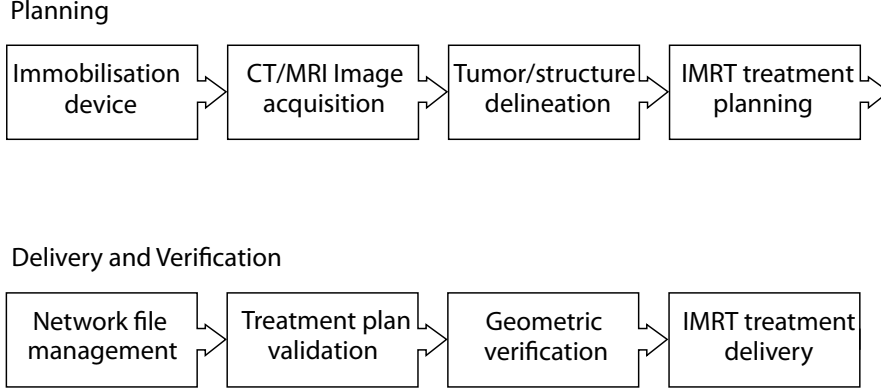 Planning
Immobilisation
device
CT/MRI Image
acquisition
Tumor/structure
delineation
IMRT treatment
planning
Delivery and Verification
Network file
management
Treatment plan
validation
Geometric
verification
IMRT treatment
delivery